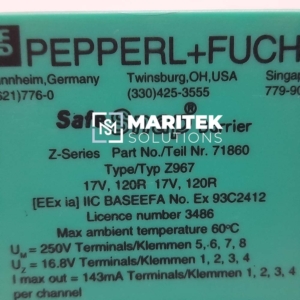 PEPPERL+FUCH
annheim,Germany Twinsburg,OH,USA Singap
621)776-0 (330)425-3555 779-90
MARITEK
SOLUTIONS
Z-Series Part No./Teil Nr. 71860
Type/Typ Z967
17V, 120R 17V, 120R
[EEx ia] IIC BASEEFA No. Ex 93C2412
Licence number 3486
Max ambient temperature 60°C
UM = 250V Terminals/Klemmen 5,-6, 7, 8
UZ = 16.8V Terminals/Klemmen 1, 2, 3, 4
I max out = 143mA Terminals/Klemmen 1, 2, 3, 4
per channel